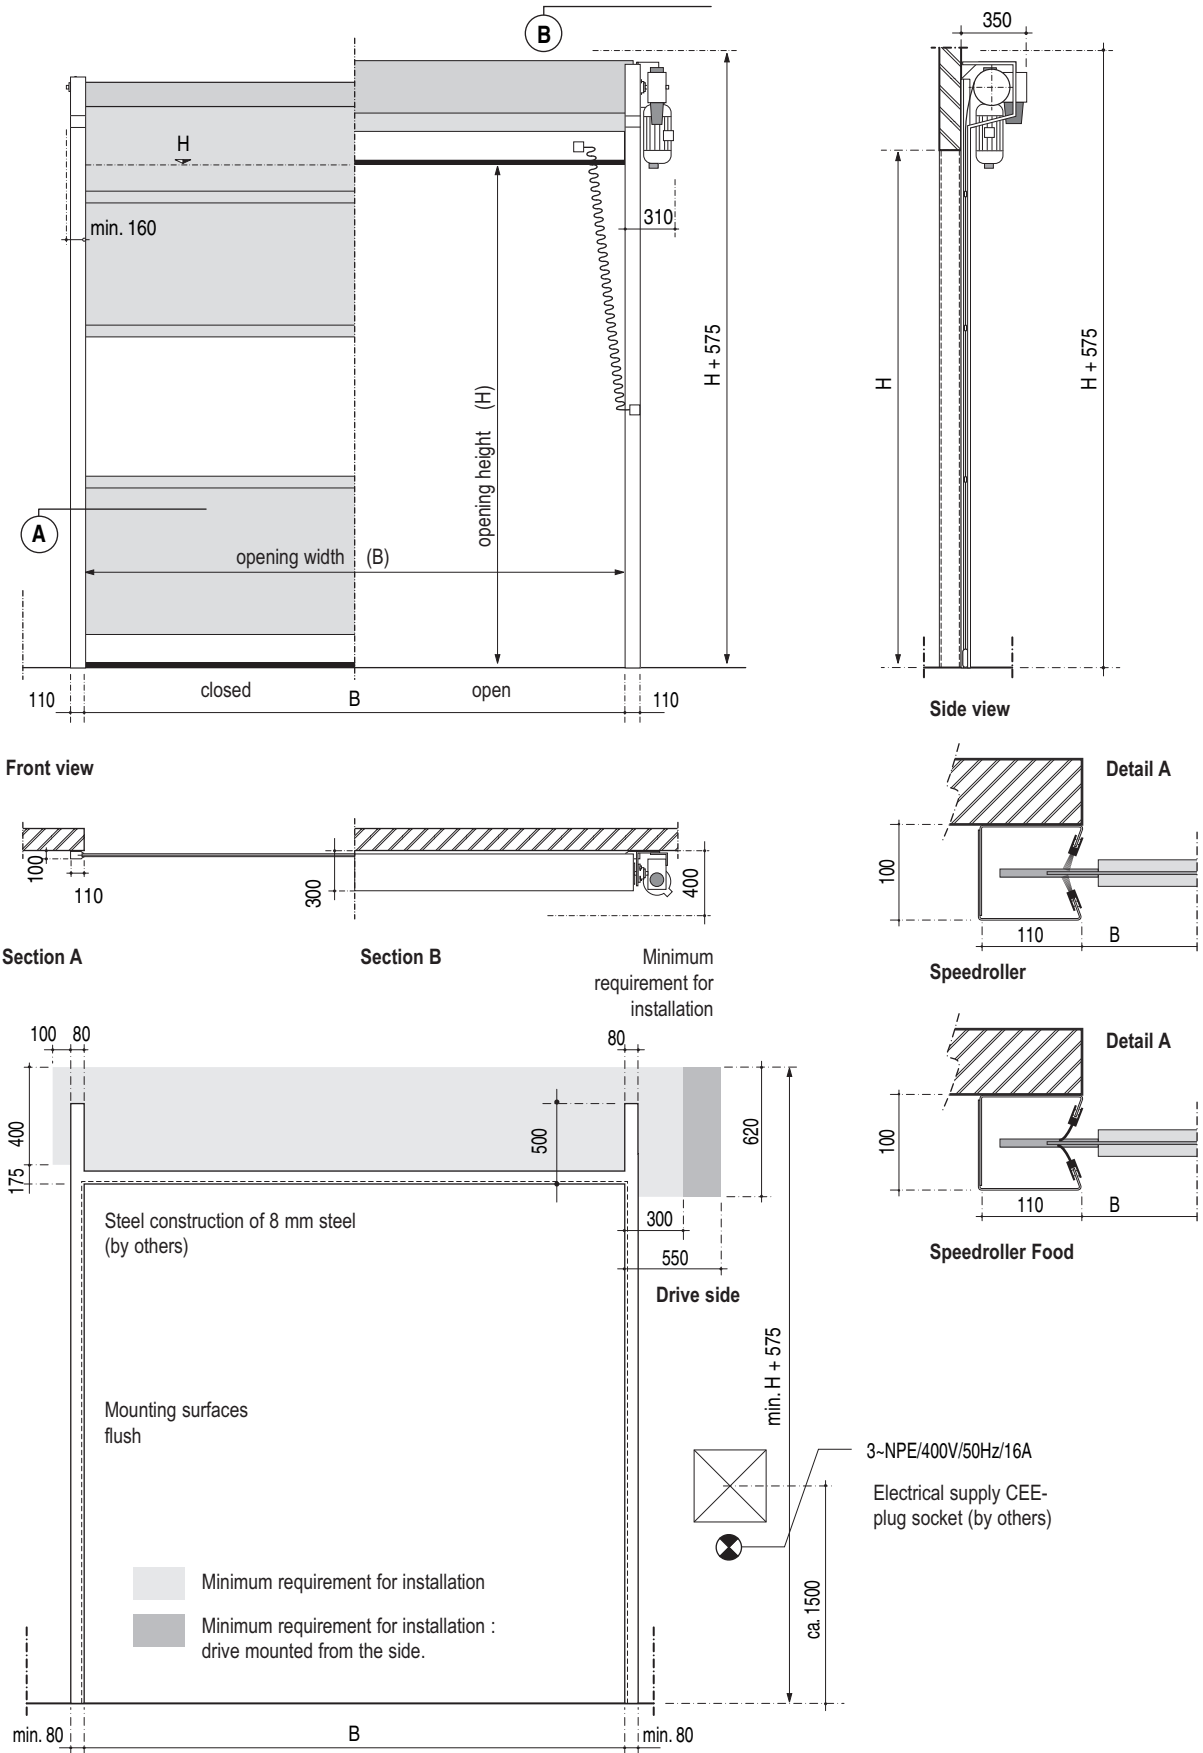 B
350
H
min. 160
310
H + 575
H
H + 575
opening height (H)
A
opening width (B)
closed
open
110
B
110
Side view
Front view
Detail A
100
110
300
400
100
110
B
Section A
Section B
Minimum
requirement for
installation
Speedroller
100
80
80
Detail A
400
175
500
620
100
110
B
Speedroller Food
Steel construction of 8 mm steel
(by others)
300
550
Drive side
min. H + 575
Mounting surfaces
flush
3~NPE/400V/50Hz/16A
Electrical supply CEE-
plug socket (by others)
ca. 1500
Minimum requirement for installation
Minimum requirement for installation :
drive mounted from the side.
min. 80
B
min. 80